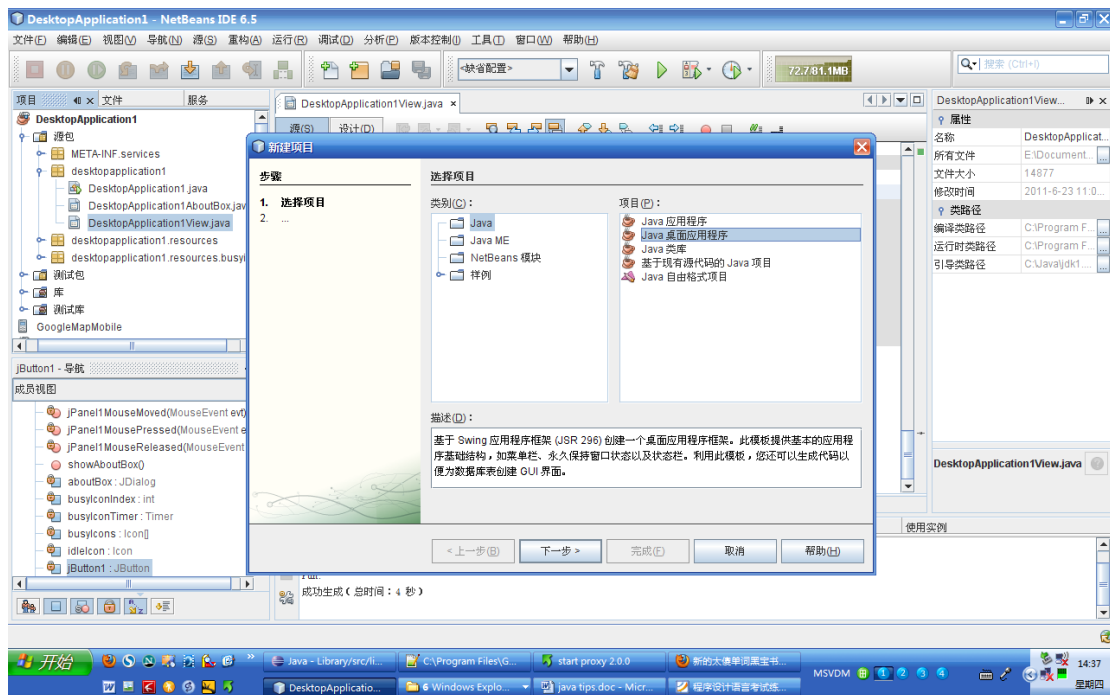 DesktopApplication1 - NetBeans IDE 6.5
文件(F) 编辑(E) 视图(V) 导航(N) 源(S) 重构(A) 运行(R) 调试(D) 分析(P) 版本控制(I) 工具(T) 窗口(W) 帮助(H)
<缺省配置>
72.7/81.1MB
搜索 (Ctrl+I)
项目 文件 服务
DesktopApplication1
源包
META-INF.services
desktopapplication1
DesktopApplication1.java
DesktopApplication1AboutBox.jav
DesktopApplication1View.java
desktopapplication1.resources
desktopapplication1.resources.busyi
测试包
库
测试库
GoogleMapMobile
jButton1 - 导航
成员视图
jPanel1MouseMoved(MouseEvent evt)
jPanel1MousePressed(MouseEvent e
jPanel1MouseReleased(MouseEvent
showAboutBox()
aboutBox : JDialog
busyIconIndex : int
busyIconTimer : Timer
busyIcons : Icon[]
idleIcon : Icon
jButton1 : JButton
DesktopApplication1View.java
源(S) 设计(D)
新建项目
步骤
1. 选择项目
2. ...
选择项目
类别(C):
Java
Java ME
NetBeans 模块
样例
项目(P):
Java 应用程序
Java 桌面应用程序
Java 类库
基于现有源代码的 Java 项目
Java 自由格式项目
描述(D):
基于 Swing 应用程序框架 (JSR 296) 创建一个桌面应用程序框架。此模板提供基本的应用程
序基础结构，如菜单栏、永久保持窗口状态以及状态栏。利用此模板，您还可以生成代码以
便为数据库表创建 GUI 界面。
< 上一步(B) 下一步 > 完成(F) 取消 帮助(H)
run:
成功生成（总时间：4 秒）
DesktopApplication1View...
属性
名称 DesktopApplicat...
所有文件 E:\Document...
文件大小 14877
修改时间 2011-6-23 11:0...
类路径
编译类路径 C:\Program F...
运行时类路径 C:\Program F...
引导类路径 C:\Java\jdk1....
DesktopApplication1View.java
使用实例
开始
Java - Library/src/li...
C:\Program Files\G...
start proxy 2.0.0
新的太傻单词黑宝书...
DesktopApplicatio...
6 Windows Explo...
java tips.doc - Micr...
程序设计语言考试练...
MSVDM 1 2 3 4
14:37
星期四